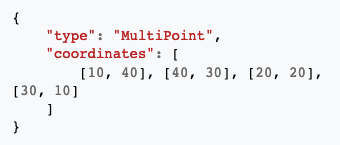 {
    "type": "MultiPoint",
    "coordinates": [
        [10, 40], [40, 30], [20, 20],
[30, 10]
    ]
}